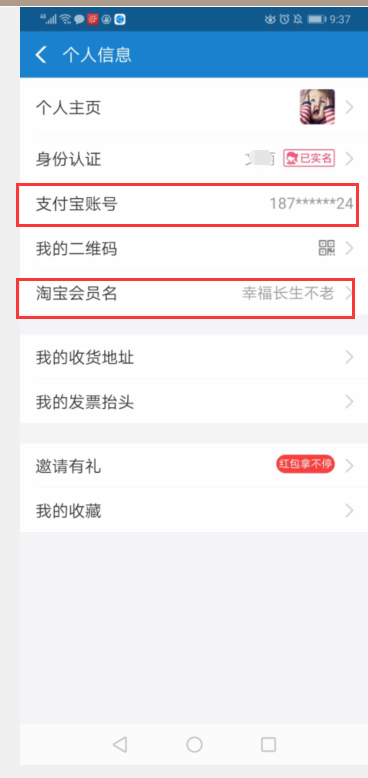 9:37
个人信息
个人主页
身份认证 已实名
支付宝账号 187******24
我的二维码
淘宝会员名 幸福长生不老
我的收货地址
我的发票抬头
邀请有礼 红包拿不停
我的收藏